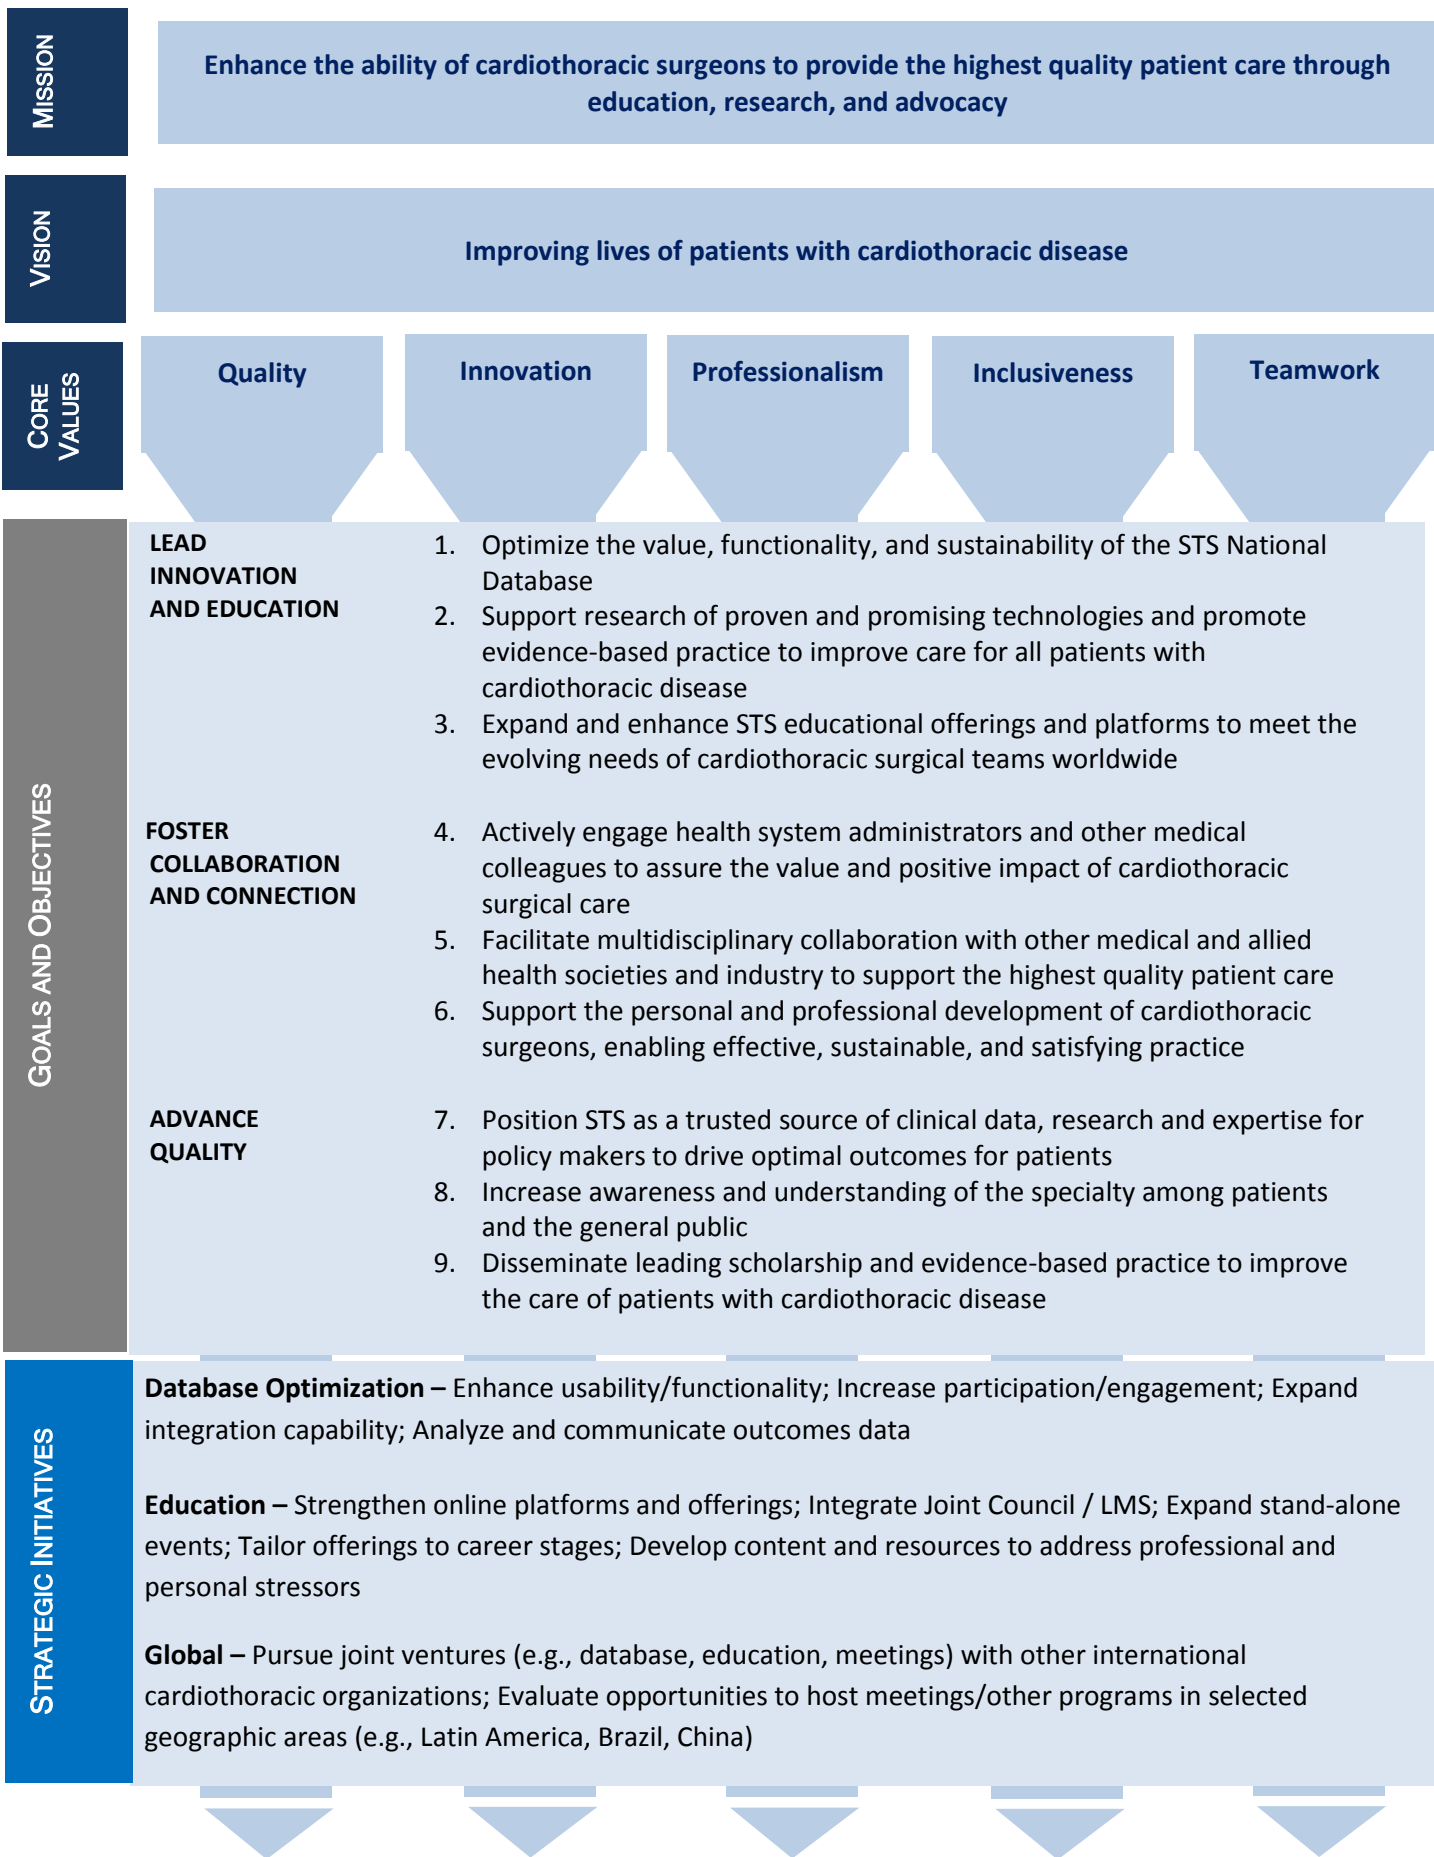 MISSION
Enhance the ability of cardiothoracic surgeons to provide the highest quality patient care through
education, research, and advocacy
VISION
Improving lives of patients with cardiothoracic disease
CORE
VALUES
Quality
Innovation
Professionalism
Inclusiveness
Teamwork
GOALS AND OBJECTIVES
LEAD
INNOVATION
AND EDUCATION
1. Optimize the value, functionality, and sustainability of the STS National
Database
2. Support research of proven and promising technologies and promote
evidence-based practice to improve care for all patients with
cardiothoracic disease
3. Expand and enhance STS educational offerings and platforms to meet the
evolving needs of cardiothoracic surgical teams worldwide
FOSTER
COLLABORATION
AND CONNECTION
4. Actively engage health system administrators and other medical
colleagues to assure the value and positive impact of cardiothoracic
surgical care
5. Facilitate multidisciplinary collaboration with other medical and allied
health societies and industry to support the highest quality patient care
6. Support the personal and professional development of cardiothoracic
surgeons, enabling effective, sustainable, and satisfying practice
ADVANCE
QUALITY
7. Position STS as a trusted source of clinical data, research and expertise for
policy makers to drive optimal outcomes for patients
8. Increase awareness and understanding of the specialty among patients
and the general public
9. Disseminate leading scholarship and evidence-based practice to improve
the care of patients with cardiothoracic disease
STRATEGIC INITIATIVES
Database Optimization – Enhance usability/functionality; Increase participation/engagement; Expand
integration capability; Analyze and communicate outcomes data
Education – Strengthen online platforms and offerings; Integrate Joint Council / LMS; Expand stand-alone
events; Tailor offerings to career stages; Develop content and resources to address professional and
personal stressors
Global – Pursue joint ventures (e.g., database, education, meetings) with other international
cardiothoracic organizations; Evaluate opportunities to host meetings/other programs in selected
geographic areas (e.g., Latin America, Brazil, China)